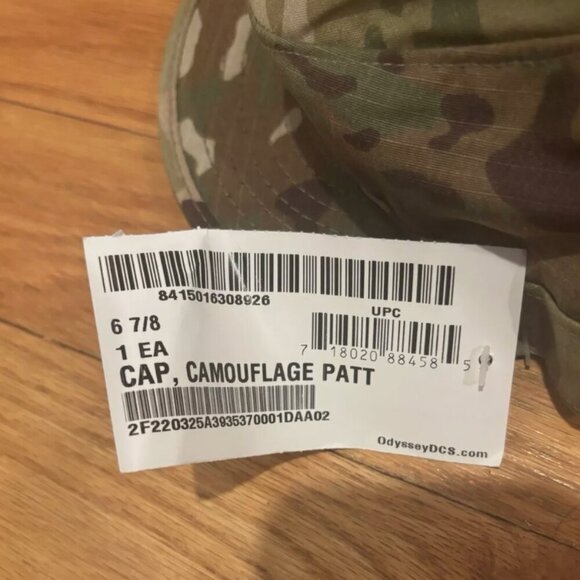 8415016308926
6 7/8
UPC
1 EA
7 18020 88458 5
CAP, CAMOUFLAGE PATT
2F220325A3935370001DAA02
OdysseyDCS.com